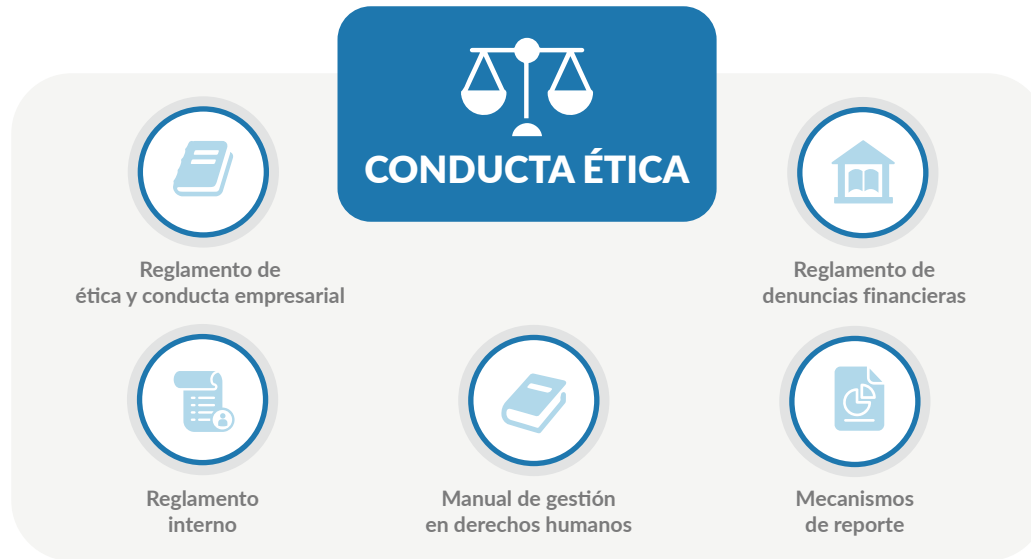 CONDUCTA ÉTICA
Reglamento de
ética y conducta empresarial
Reglamento de
denuncias financieras
Reglamento
interno
Manual de gestión
en derechos humanos
Mecanismos
de reporte